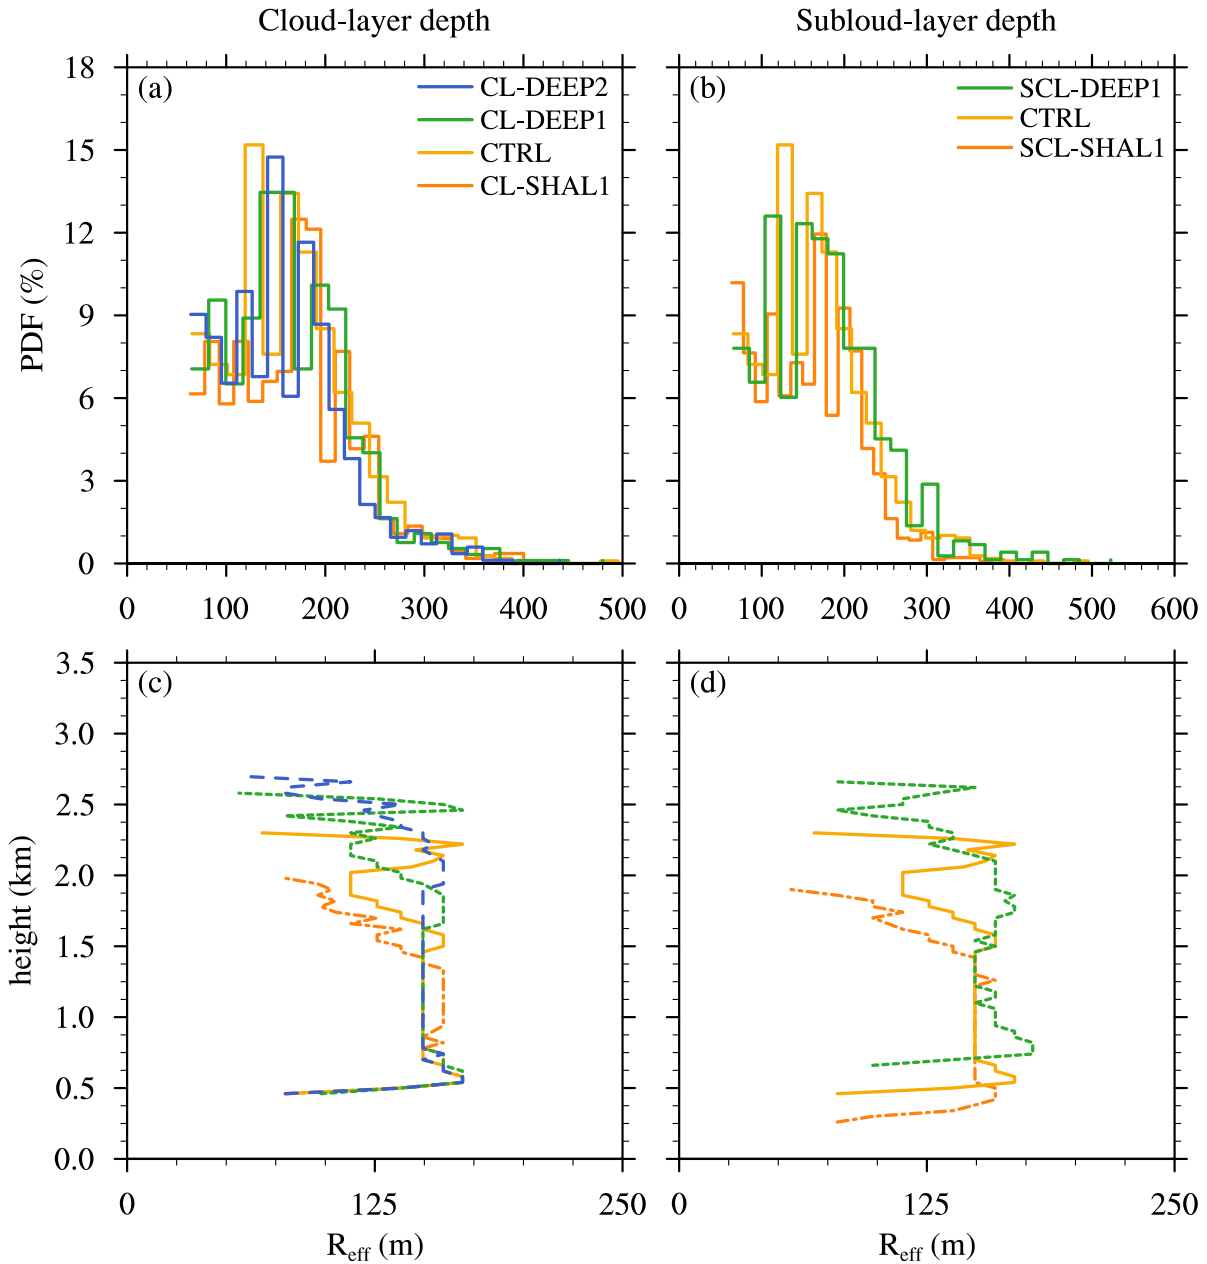 Cloud-layer depth
Subloud-layer depth
(a)
CL-DEEP2
CL-DEEP1
CTRL
CL-SHAL1
(b)
SCL-DEEP1
CTRL
SCL-SHAL1
PDF (%)
18
15
12
9
6
3
0
0 100 200 300 400 500
0 100 200 300 400 500 600
(c)
(d)
height (km)
3.5
3.0
2.5
2.0
1.5
1.0
0.5
0.0
0 125 250
0 125 250
R_eff (m)
R_eff (m)